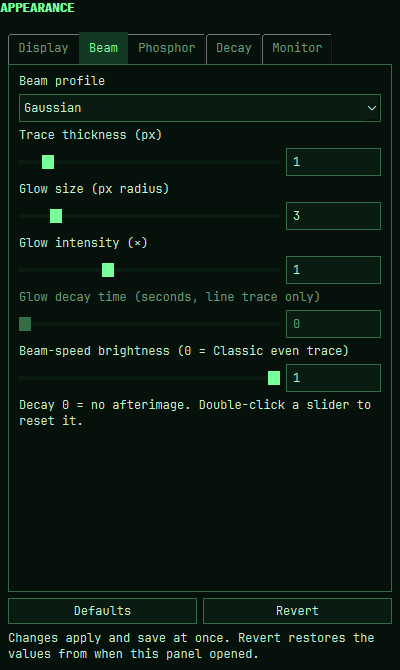 APPEARANCE
Display Beam Phosphor Decay Monitor
Beam profile
Gaussian
Trace thickness (px)
1
Glow size (px radius)
3
Glow intensity (×)
1
Glow decay time (seconds, line trace only)
0
Beam-speed brightness (0 = Classic even trace)
1
Decay 0 = no afterimage. Double-click a slider to
reset it.
Defaults Revert
Changes apply and save at once. Revert restores the
values from when this panel opened.